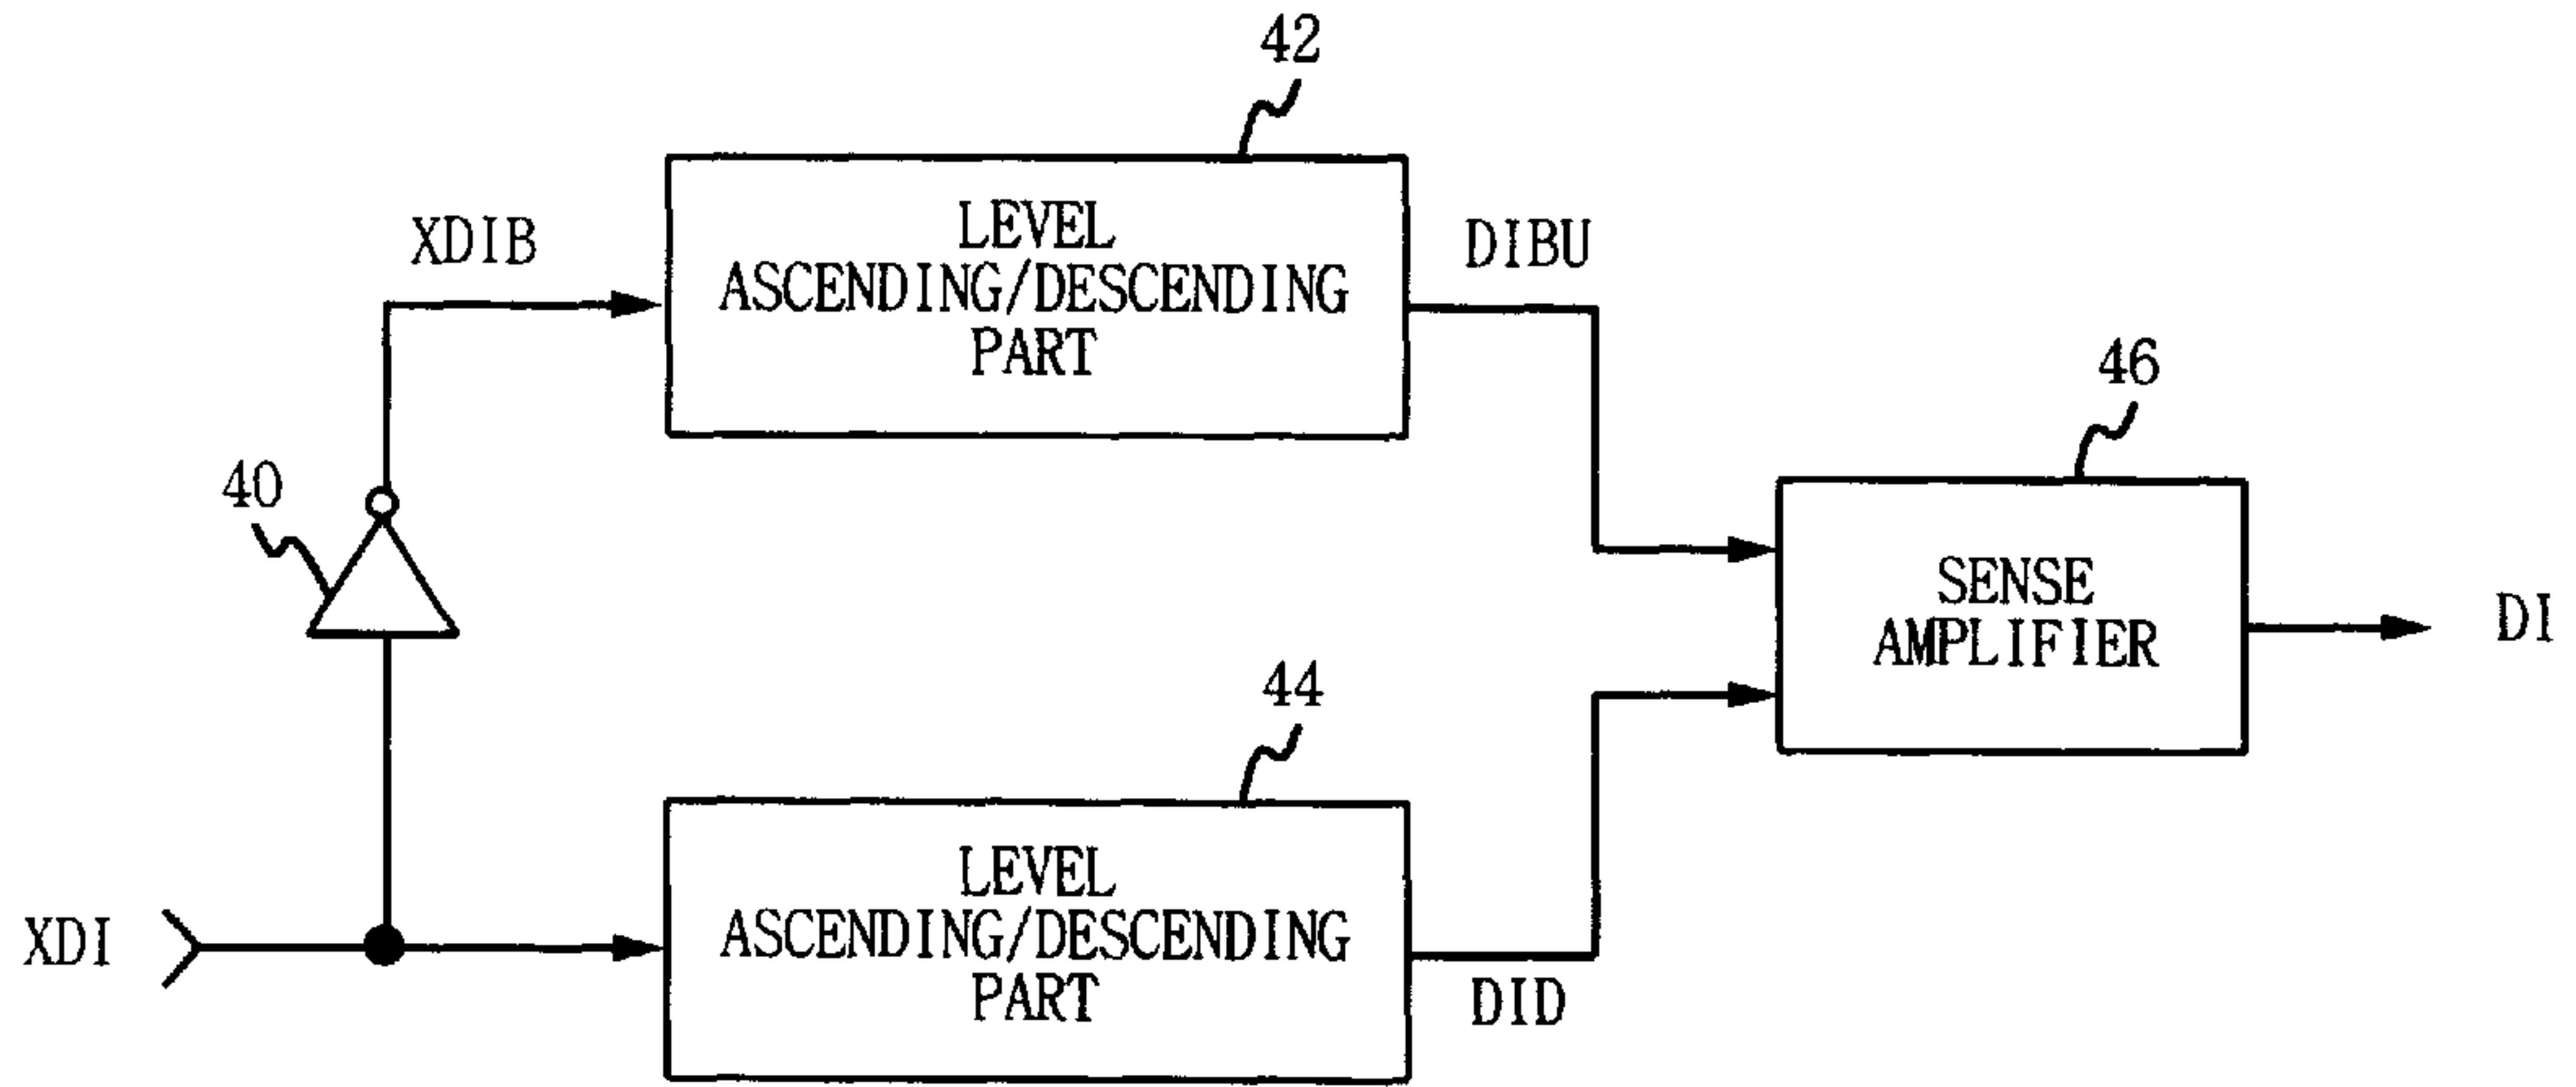 42
LEVEL
ASCENDING/DESCENDING
PART
XDIB
DIBU
46
40
SENSE
AMPLIFIER
DI
44
LEVEL
ASCENDING/DESCENDING
PART
XDI
DID